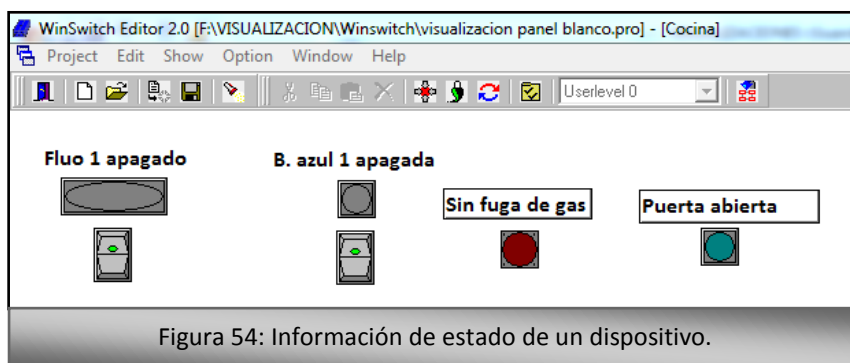 WinSwitch Editor 2.0 [F:\VISUALIZACION\Winswitch\visualizacion panel blanco.pro] - [Cocina]
Project Edit Show Option Window Help
Userlevel 0
Fluo 1 apagado
B. azul 1 apagada
Sin fuga de gas
Puerta abierta
Figura 54: Información de estado de un dispositivo.